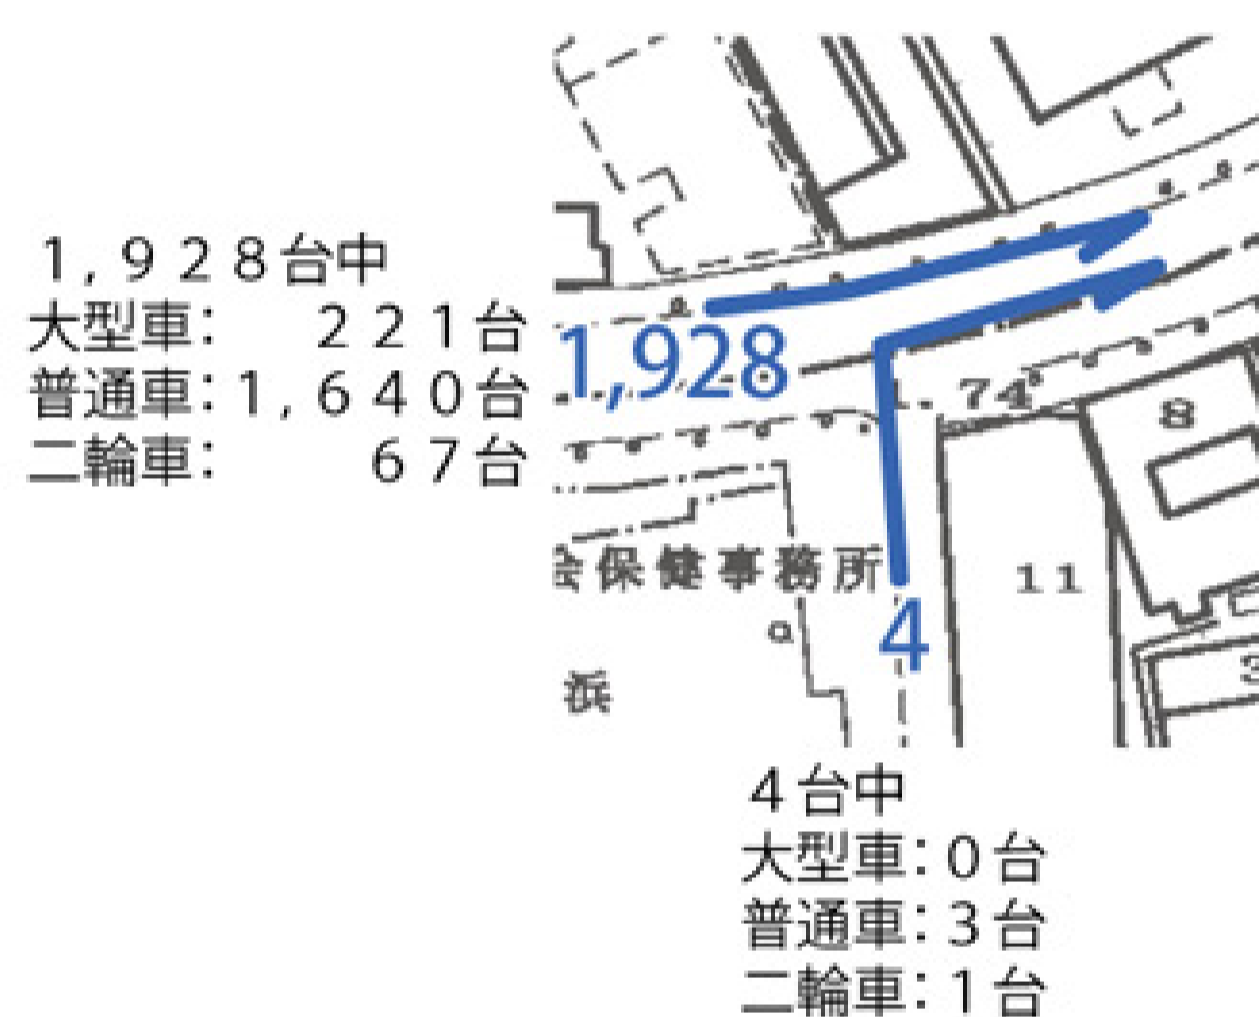 １,９２８台中
大型車：　２２１台
普通車：１,６４０台
二輪車：　　６７台
1,928
74
8
保健事務所
11
4
浜
3
４台中
大型車：０台
普通車：３台
二輪車：１台